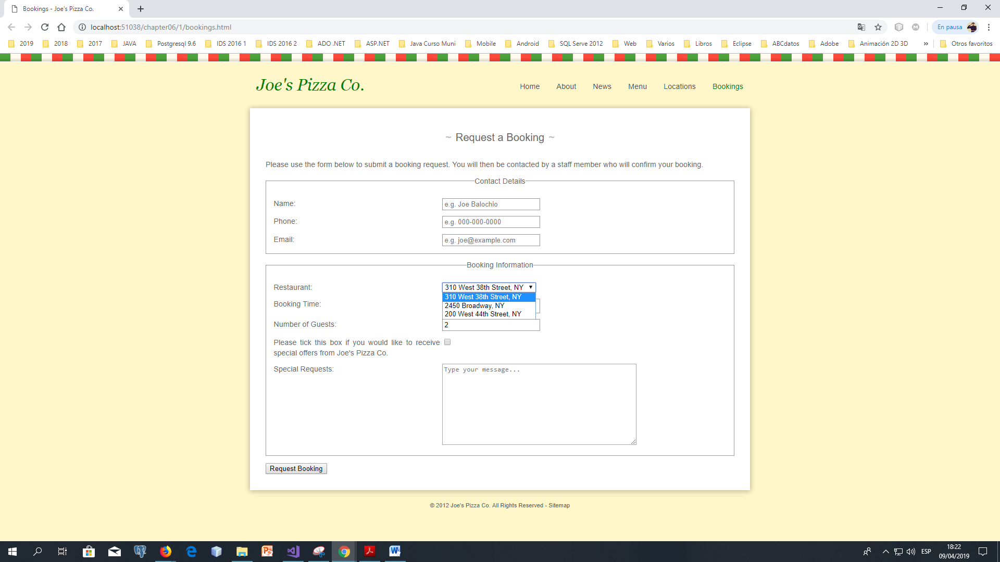 Bookings - Joe's Pizza Co.
localhost:51038/chapter06/1/bookings.html
En pausa
2019 2018 2017 JAVA Postgresql 9.6 IDS 2016 1 IDS 2016 2 ADO .NET ASP.NET Java Curso Muni Mobile Android SQL Serve 2012 Web Varios Libros Eclipse ABCdatos Adobe Animación 2D 3D » Otros favoritos
Joe's Pizza Co.
Home About News Menu Locations Bookings
~ Request a Booking ~
Please use the form below to submit a booking request. You will then be contacted by a staff member who will confirm your booking.
Contact Details
Name: e.g. Joe Balochio
Phone: e.g. 000-000-0000
Email: e.g. joe@example.com
Booking Information
Restaurant: 310 West 38th Street, NY
310 West 38th Street, NY
Booking Time: 2450 Broadway, NY
200 West 44th Street, NY
Number of Guests: 2
Please tick this box if you would like to receive
special offers from Joe's Pizza Co.
Special Requests: Type your message...
Request Booking
© 2012 Joe's Pizza Co. All Rights Reserved - Sitemap
ESP
18:22
09/04/2019